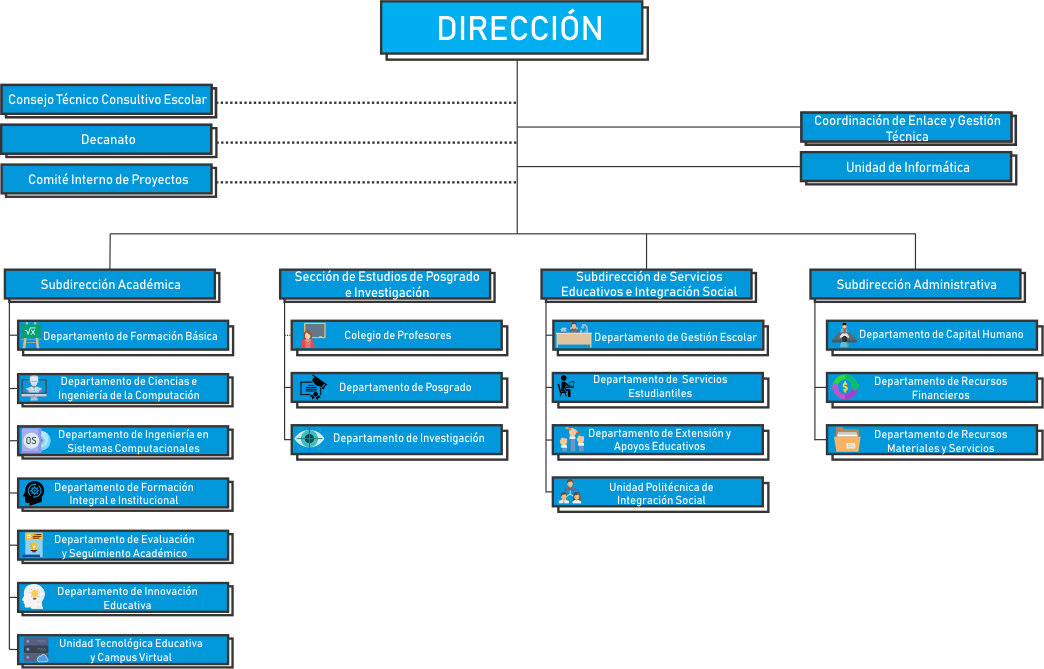 DIRECCIÓN
Consejo Técnico Consultivo Escolar
Decanato
Comité Interno de Proyectos
Coordinación de Enlace y Gestión
Técnica
Unidad de Informática
Subdirección Académica
Departamento de Formación Básica
Departamento de Ciencias e
Ingeniería de la Computación
OS
Departamento de Ingeniería en
Sistemas Computacionales
Departamento de Formación
Integral e Institucional
Departamento de Evaluación
y Seguimiento Académico
Departamento de Innovación
Educativa
Unidad Tecnológica Educativa
y Campus Virtual
Sección de Estudios de Posgrado
e Investigación
Colegio de Profesores
Departamento de Posgrado
Departamento de Investigación
Subdirección de Servicios
Educativos e Integración Social
Departamento de Gestión Escolar
Departamento de Servicios
Estudiantiles
Departamento de Extensión y
Apoyos Educativos
Unidad Politécnica de
Integración Social
Subdirección Administrativa
Departamento de Capital Humano
$
Departamento de Recursos
Financieros
Departamento de Recursos
Materiales y Servicios